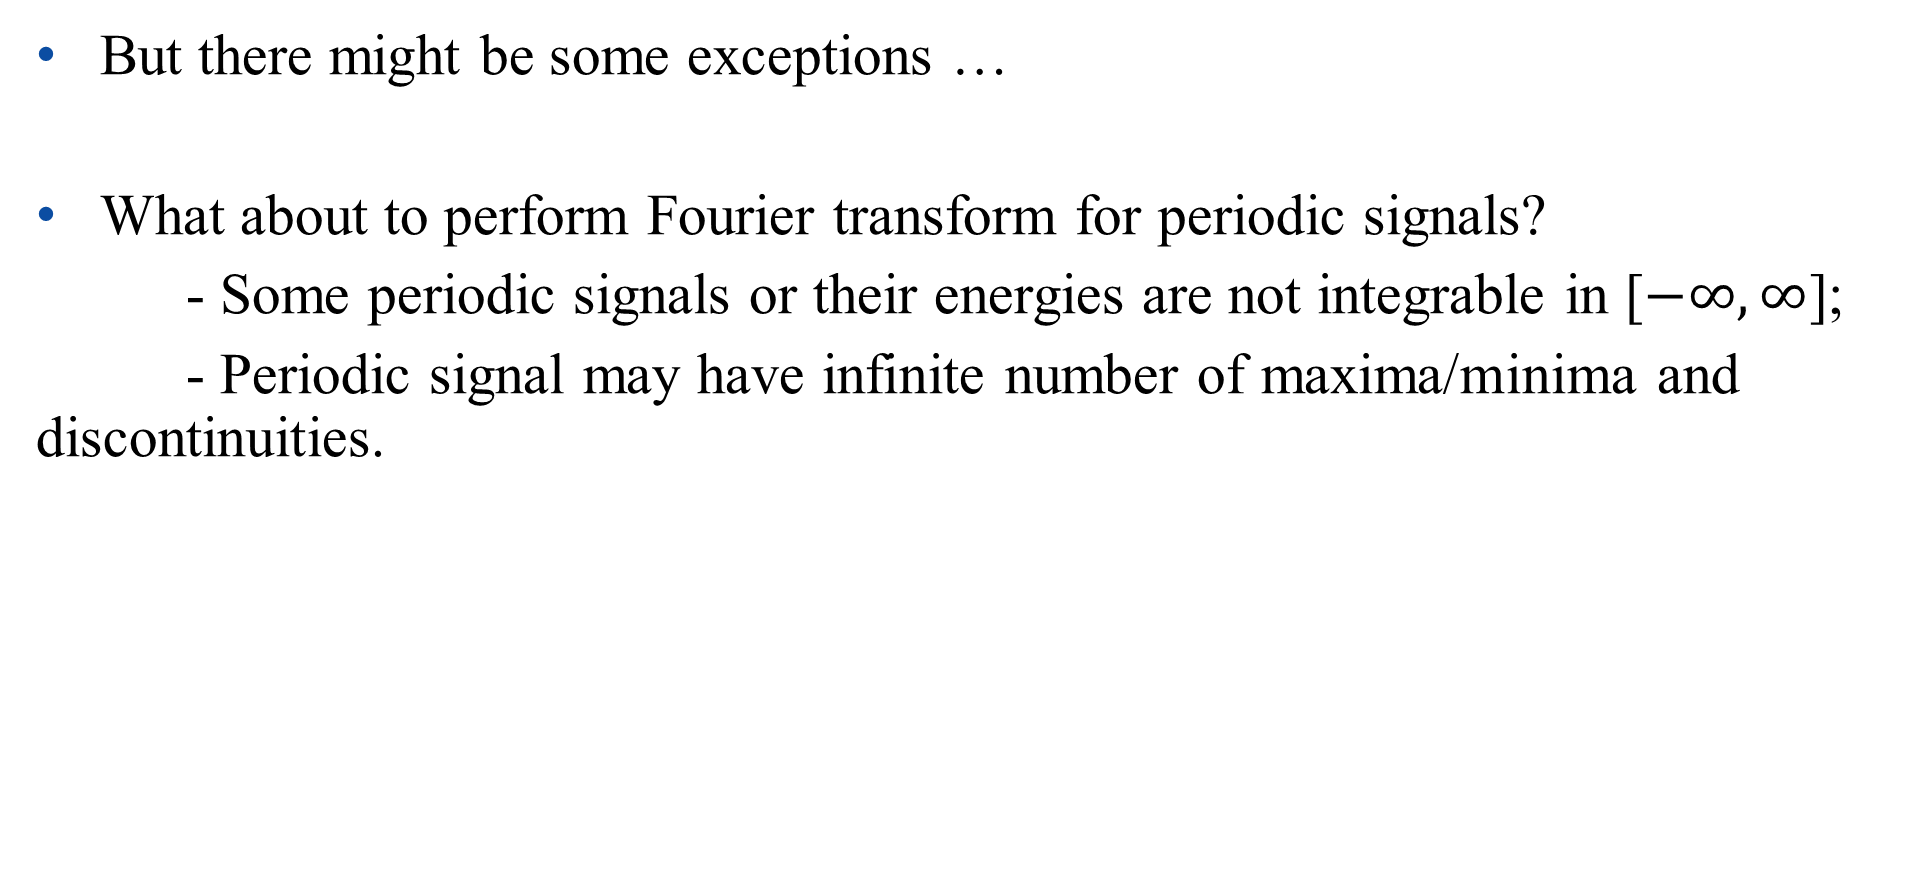 • But there might be some exceptions …
• What about to perform Fourier transform for periodic signals?
- Some periodic signals or their energies are not integrable in [−∞, ∞];
- Periodic signal may have infinite number of maxima/minima and
discontinuities.